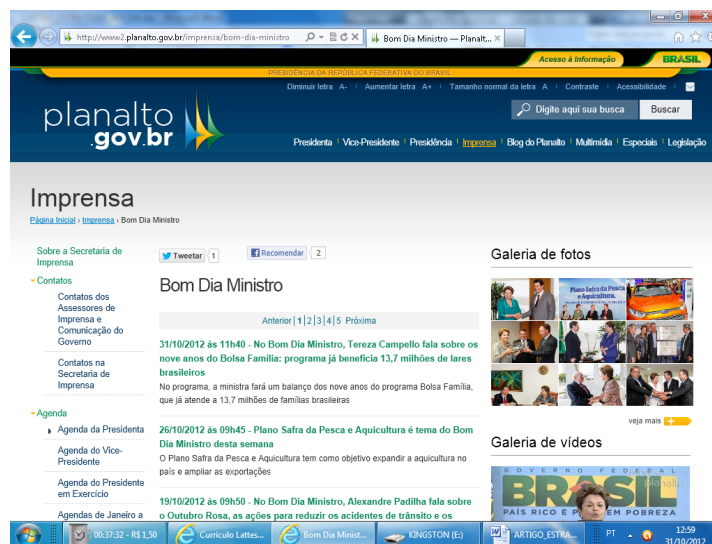 http://www2.planalto.gov.br/imprensa/bom-dia-ministro
Bom Dia Ministro — Planalt...
Acesso à Informação
BRASIL
PRESIDÊNCIA DA REPÚBLICA FEDERATIVA DO BRASIL
Diminuir letra A- Aumentar letra A+ Tamanho normal da letra A Contraste Acessibilidade
planalto
.gov.br
Digite aqui sua busca
Buscar
Presidenta Vice-Presidente Presidência Imprensa Blog do Planalto Multimídia Especiais Legislação
Imprensa
Página Inicial › Imprensa › Bom Dia Ministro
Sobre a Secretaria de
Imprensa
Contatos
Contatos dos
Assessores de
Imprensa e
Comunicação do
Governo
Contatos na
Secretaria de
Imprensa
Agenda
Agenda da Presidenta
Agenda do Vice-
Presidente
Agenda do Presidente
em Exercício
Agendas de Janeiro a
Tweetar 1
Recomendar 2
Bom Dia Ministro
Anterior | 1 | 2 | 3 | 4 | 5 Próxima
31/10/2012 às 11h40 - No Bom Dia Ministro, Tereza Campello fala sobre os
nove anos do Bolsa Família: programa já beneficia 13,7 milhões de lares
brasileiros
No programa, a ministra fará um balanço dos nove anos do programa Bolsa Família,
que já atende a 13,7 milhões de famílias brasileiras
26/10/2012 às 09h45 - Plano Safra da Pesca e Aquicultura é tema do Bom
Dia Ministro desta semana
O Plano Safra da Pesca e Aquicultura tem como objetivo expandir a aquicultura no
país e ampliar as exportações
19/10/2012 às 09h50 - No Bom Dia Ministro, Alexandre Padilha fala sobre
o Outubro Rosa, as ações para reduzir os acidentes de trânsito e os
Galeria de fotos
Plano Safra da Pesca
e Aquicultura.
veja mais
Galeria de vídeos
GOVERNO FEDERAL
planalto
BRASIL
PAÍS RICO É PAÍS SEM POBREZA
00:37:32 - R$ 1,50
Currículo Lattes...
Bom Dia Minist...
KINGSTON (E:)
ARTIGO_ESTRA...
PT
12:59
31/10/2012